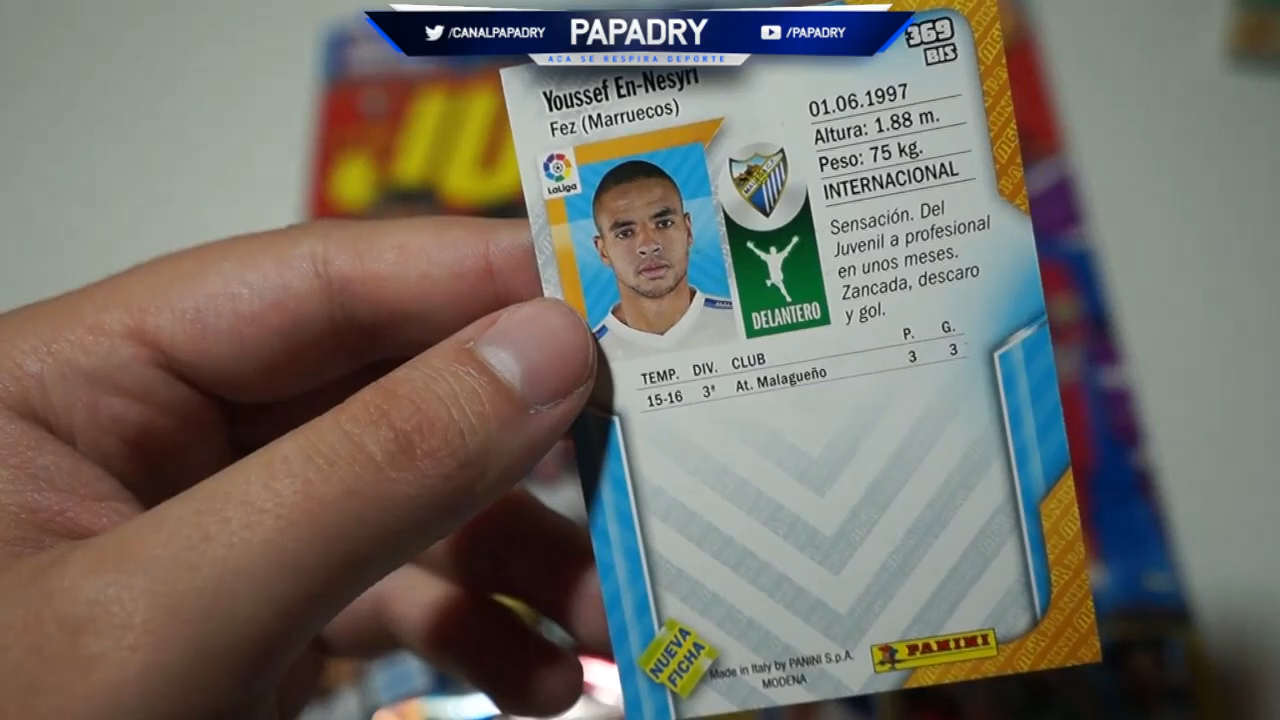 /CANALPAPADRY
PAPADRY
/PAPADRY
ACA SE RESPIRA DEPORTE
369
BIS
Youssef En-Nesyri
Fez (Marruecos)
LaLiga
01.06.1997
Altura: 1.88 m.
Peso: 75 kg.
INTERNACIONAL
Sensación. Del
Juvenil a profesional
en unos meses.
Zancada, descaro
y gol.
DELANTERO
TEMP. DIV. CLUB P. G.
15-16 3ª At. Malagueño 3 3
NUEVA
FICHA
Made in Italy by PANINI S.p.A.
MODENA
PANINI